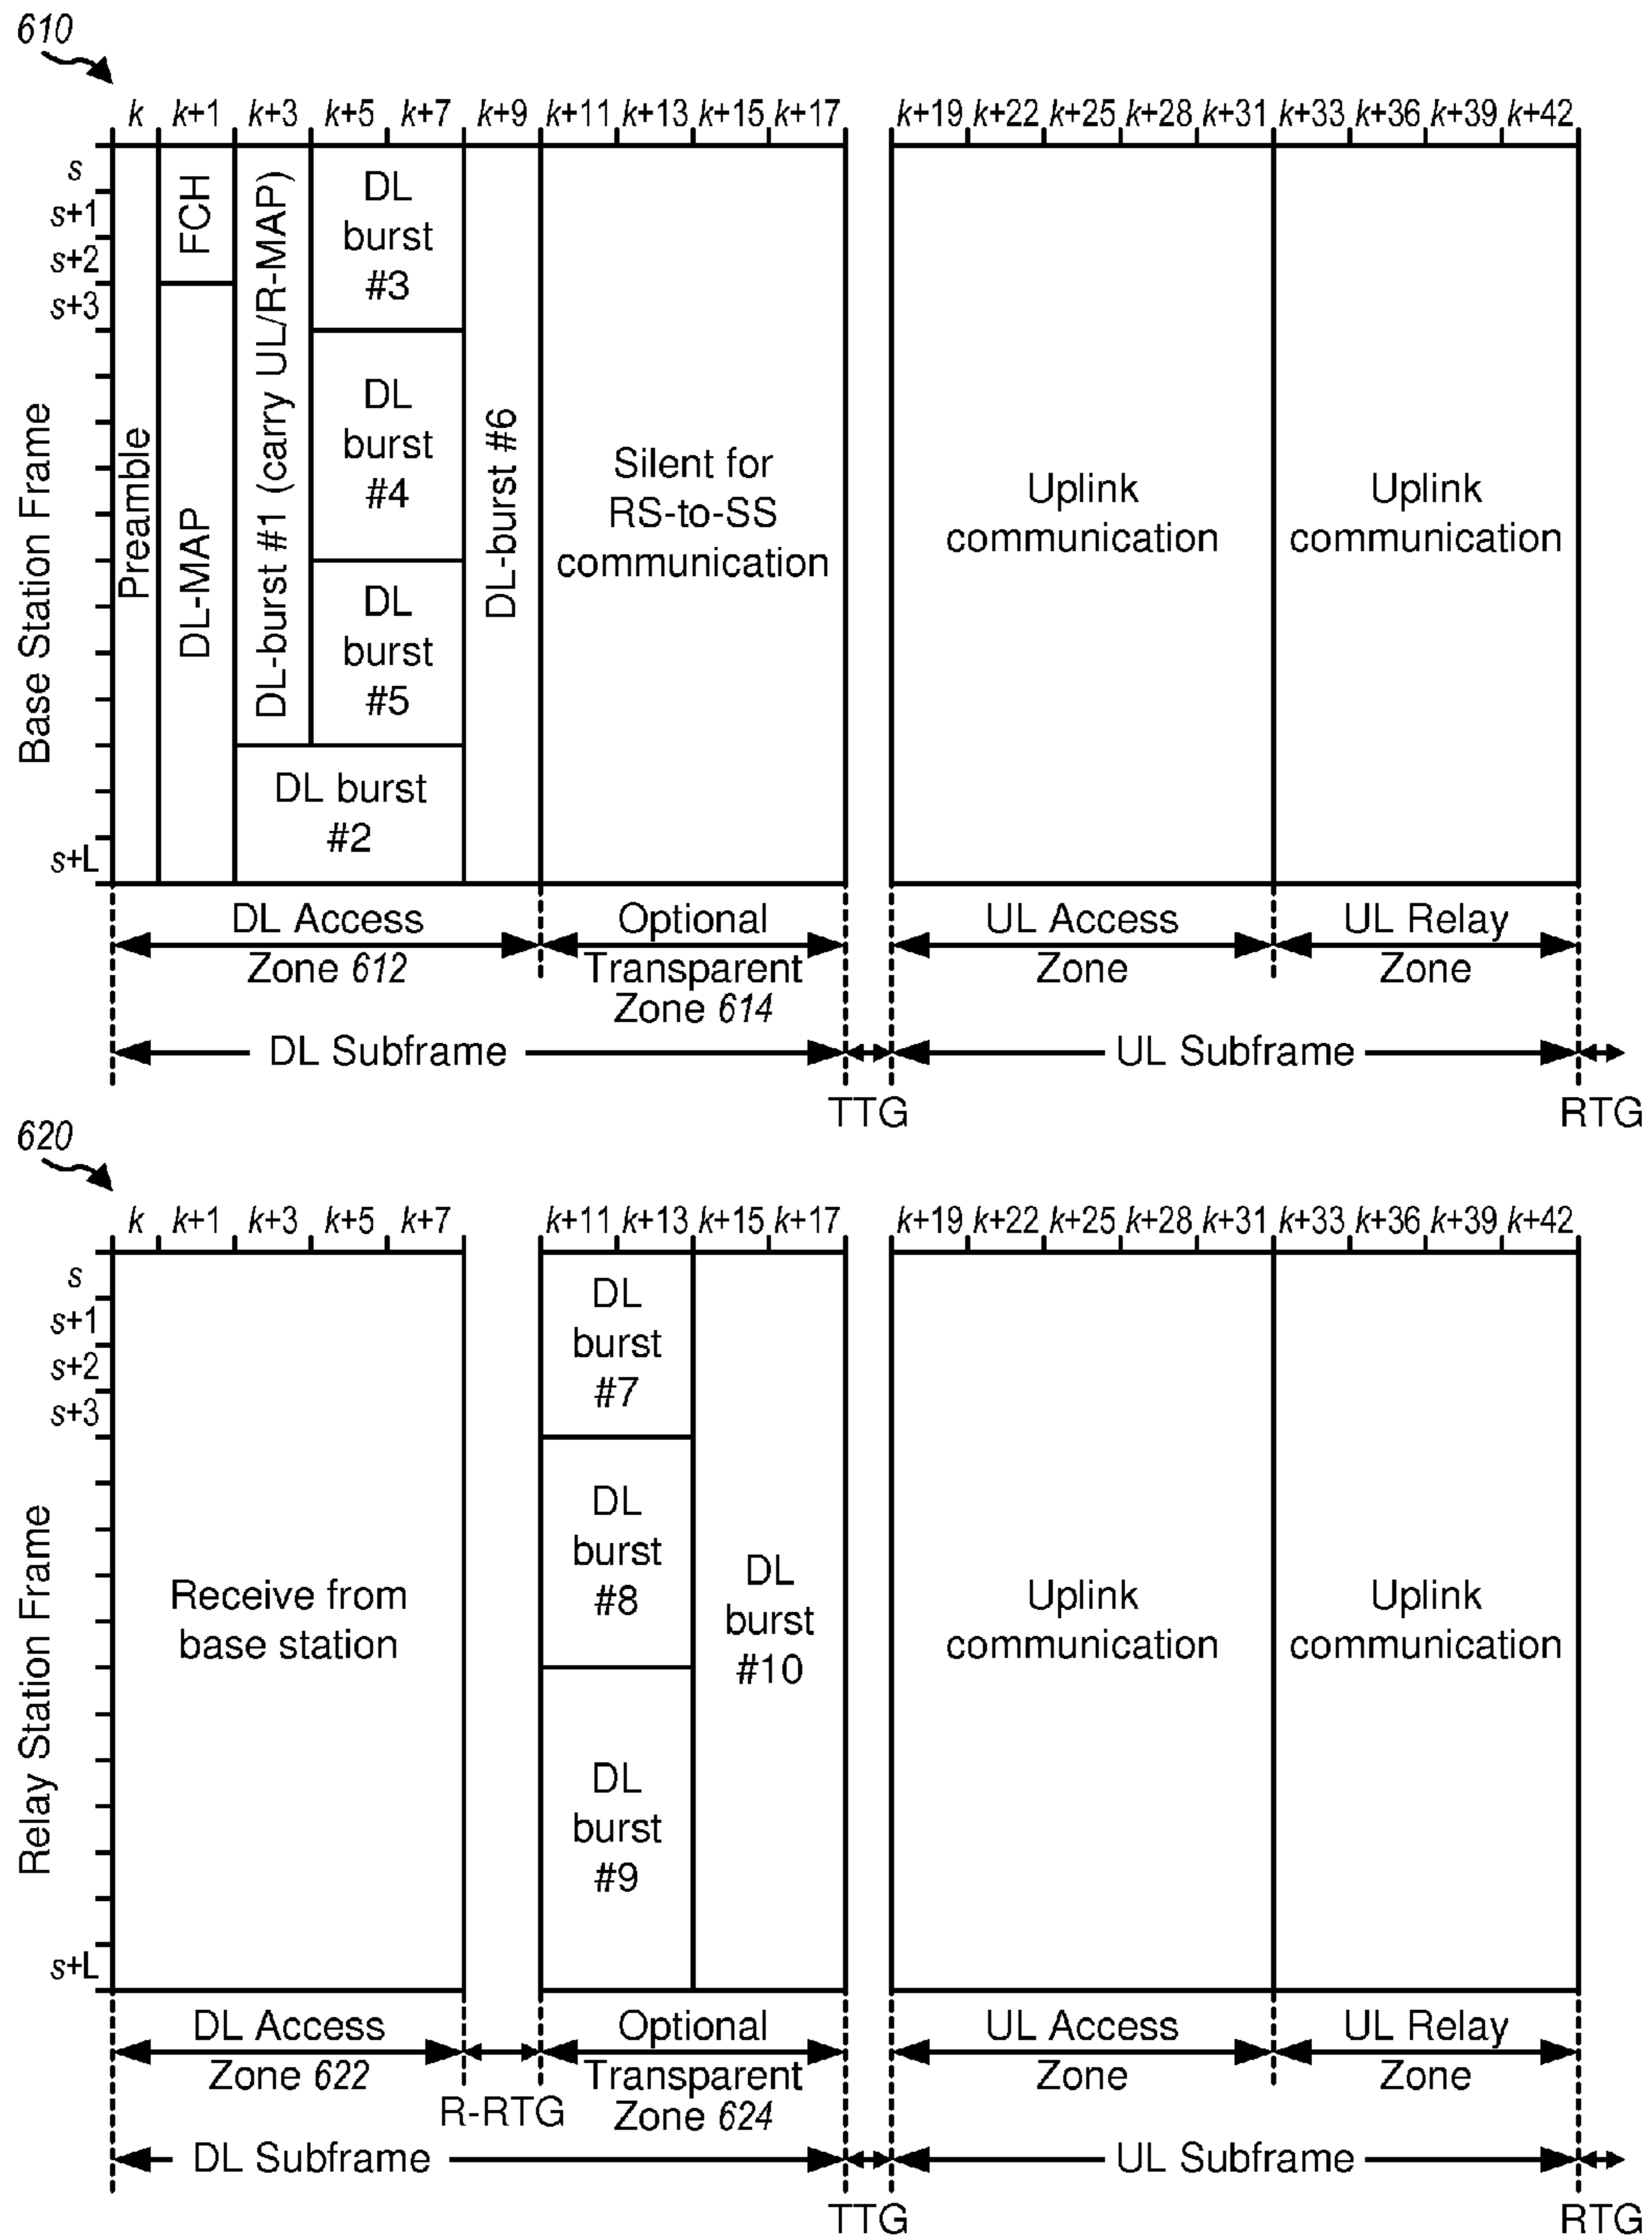 610
k k+1 k+3 k+5 k+7 k+9 k+11 k+13 k+15 k+17 k+19 k+22 k+25 k+28 k+31 k+33 k+36 k+39 k+42
s
s+1
s+2
s+3
s+L
Base Station Frame
Preamble
FCH
DL-MAP
DL-burst #1 (carry UL/R-MAP)
DL
burst
#3
DL
burst
#4
DL
burst
#5
DL burst
#2
DL-burst #6
Silent for
RS-to-SS
communication
Uplink
communication
Uplink
communication
DL Access
Zone 612
Optional
Transparent
Zone 614
UL Access
Zone
UL Relay
Zone
DL Subframe
UL Subframe
TTG
RTG
620
k k+1 k+3 k+5 k+7 k+11 k+13 k+15 k+17 k+19 k+22 k+25 k+28 k+31 k+33 k+36 k+39 k+42
s
s+1
s+2
s+3
s+L
Relay Station Frame
Receive from
base station
DL
burst
#7
DL
burst
#8
DL
burst
#9
DL
burst
#10
Uplink
communication
Uplink
communication
DL Access
Zone 622
R-RTG
Optional
Transparent
Zone 624
UL Access
Zone
UL Relay
Zone
DL Subframe
UL Subframe
TTG
RTG